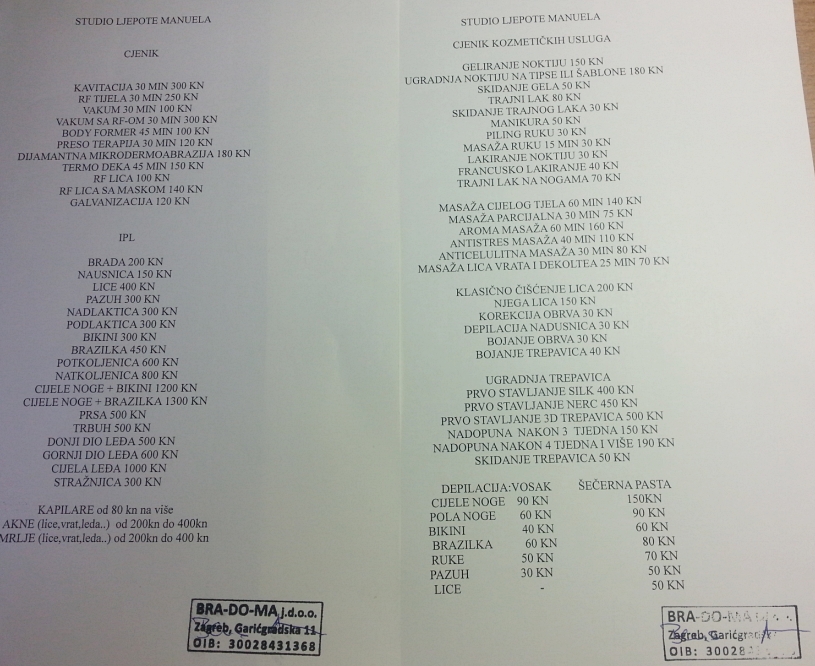 STUDIO LJEPOTE MANUELA
CJENIK
KAVITACIJA 30 MIN 300 KN
RF TIJELA 30 MIN 250 KN
VAKUM 30 MIN 100 KN
VAKUM SA RF-OM 30 MIN 300 KN
BODY FORMER 45 MIN 100 KN
PRESO TERAPIJA 30 MIN 120 KN
DIJAMANTNA MIKRODERMOABRAZIJA 180 KN
TERMO DEKA 45 MIN 150 KN
RF LICA 100 KN
RF LICA SA MASKOM 140 KN
GALVANIZACIJA 120 KN
IPL
BRADA 200 KN
NAUSNICA 150 KN
LICE 400 KN
PAZUH 300 KN
NADLAKTICA 300 KN
PODLAKTICA 300 KN
BIKINI 300 KN
BRAZILKA 450 KN
POTKOLJENICA 600 KN
NATKOLJENICA 800 KN
CIJELE NOGE + BIKINI 1200 KN
CIJELE NOGE + BRAZILKA 1300 KN
PRSA 500 KN
TRBUH 500 KN
DONJI DIO LEĐA 500 KN
GORNJI DIO LEĐA 600 KN
CIJELA LEĐA 1000 KN
STRAŽNJICA 300 KN
KAPILARE od 80 kn na više
AKNE (lice,vrat,leđa..) od 200kn do 400kn
MRLJE (lice,vrat,leđa..) od 200kn do 400 kn
BRA-DO-MA j.d.o.o.
Zagreb, Garićgradska 11
OIB: 30028431368
STUDIO LJEPOTE MANUELA
CJENIK KOZMETIČKIH USLUGA
GELIRANJE NOKTIJU 150 KN
UGRADNJA NOKTIJU NA TIPSE ILI ŠABLONE 180 KN
SKIDANJE GELA 50 KN
TRAJNI LAK 80 KN
SKIDANJE TRAJNOG LAKA 30 KN
MANIKURA 50 KN
PILING RUKU 30 KN
MASAŽA RUKU 15 MIN 30 KN
LAKIRANJE NOKTIJU 30 KN
FRANCUSKO LAKIRANJE 40 KN
TRAJNI LAK NA NOGAMA 70 KN
MASAŽA CIJELOG TJELA 60 MIN 140 KN
MASAŽA PARCIJALNA 30 MIN 75 KN
AROMA MASAŽA 60 MIN 160 KN
ANTISTRES MASAŽA 40 MIN 110 KN
ANTICELULITNA MASAŽA 30 MIN 80 KN
MASAŽA LICA VRATA I DEKOLTEA 25 MIN 70 KN
KLASIČNO ČIŠĆENJE LICA 200 KN
NJEGA LICA 150 KN
KOREKCIJA OBRVA 30 KN
DEPILACIJA NADUSNICA 30 KN
BOJANJE OBRVA 30 KN
BOJANJE TREPAVICA 40 KN
UGRADNJA TREPAVICA
PRVO STAVLJANJE SILK 400 KN
PRVO STAVLJANJE NERC 450 KN
PRVO STAVLJANJE 3D TREPAVICA 500 KN
NADOPUNA NAKON 3 TJEDNA 150 KN
NADOPUNA NAKON 4 TJEDNA I VIŠE 190 KN
SKIDANJE TREPAVICA 50 KN
DEPILACIJA:VOSAK ŠEČERNA PASTA
CIJELE NOGE 90 KN 150KN
POLA NOGE 60 KN 90 KN
BIKINI 40 KN 60 KN
BRAZILKA 60 KN 80 KN
RUKE 50 KN 70 KN
PAZUH 30 KN 50 KN
LICE - 50 KN
BRA-DO-MA
Zagreb,
OIB: 30028